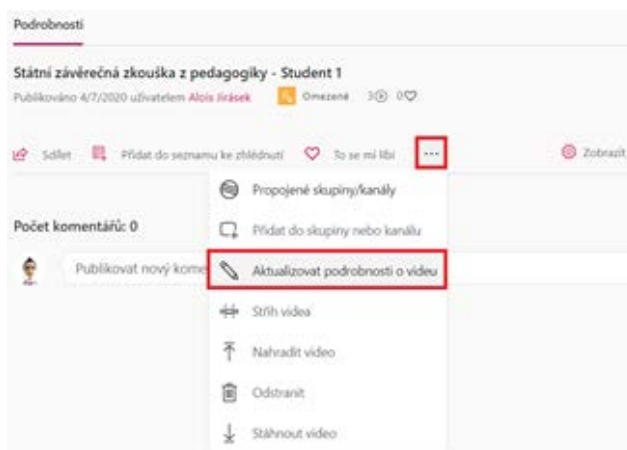 Podrobnosti
Státní závěrečná zkouška z pedagogiky - Student 1
Publikováno 4/7/2020 uživatelem Alois Jirásek Omezené 3 0
Sdílet Přidat do seznamu ke zhlédnutí To se mi líbí ... Zobrazit
Propojené skupiny/kanály
Přidat do skupiny nebo kanálu
Počet komentářů: 0
Publikovat nový kome
Aktualizovat podrobnosti o videu
Střih videa
Nahradit video
Odstranit
Stáhnout video